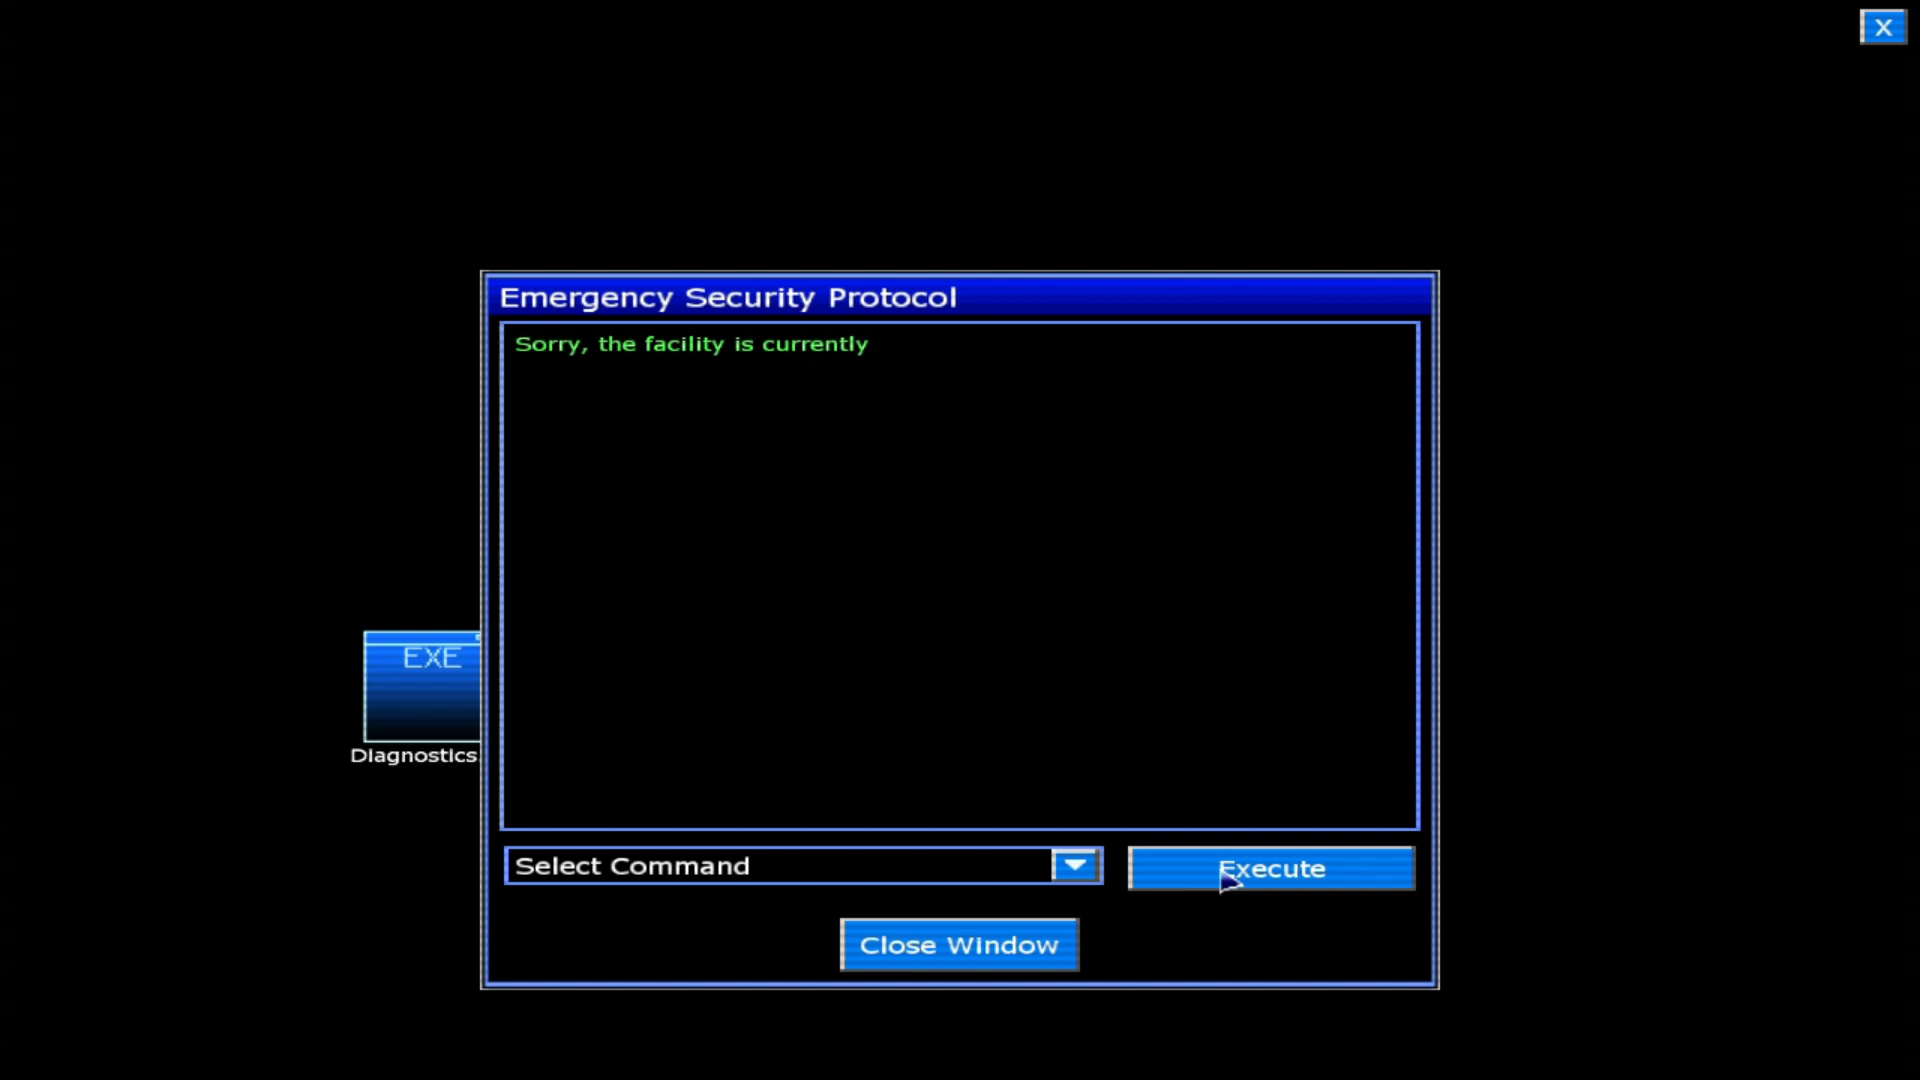 X
Emergency Security Protocol
Sorry, the facility is currently
EXE
Diagnostics.
Select Command
Execute
Close Window